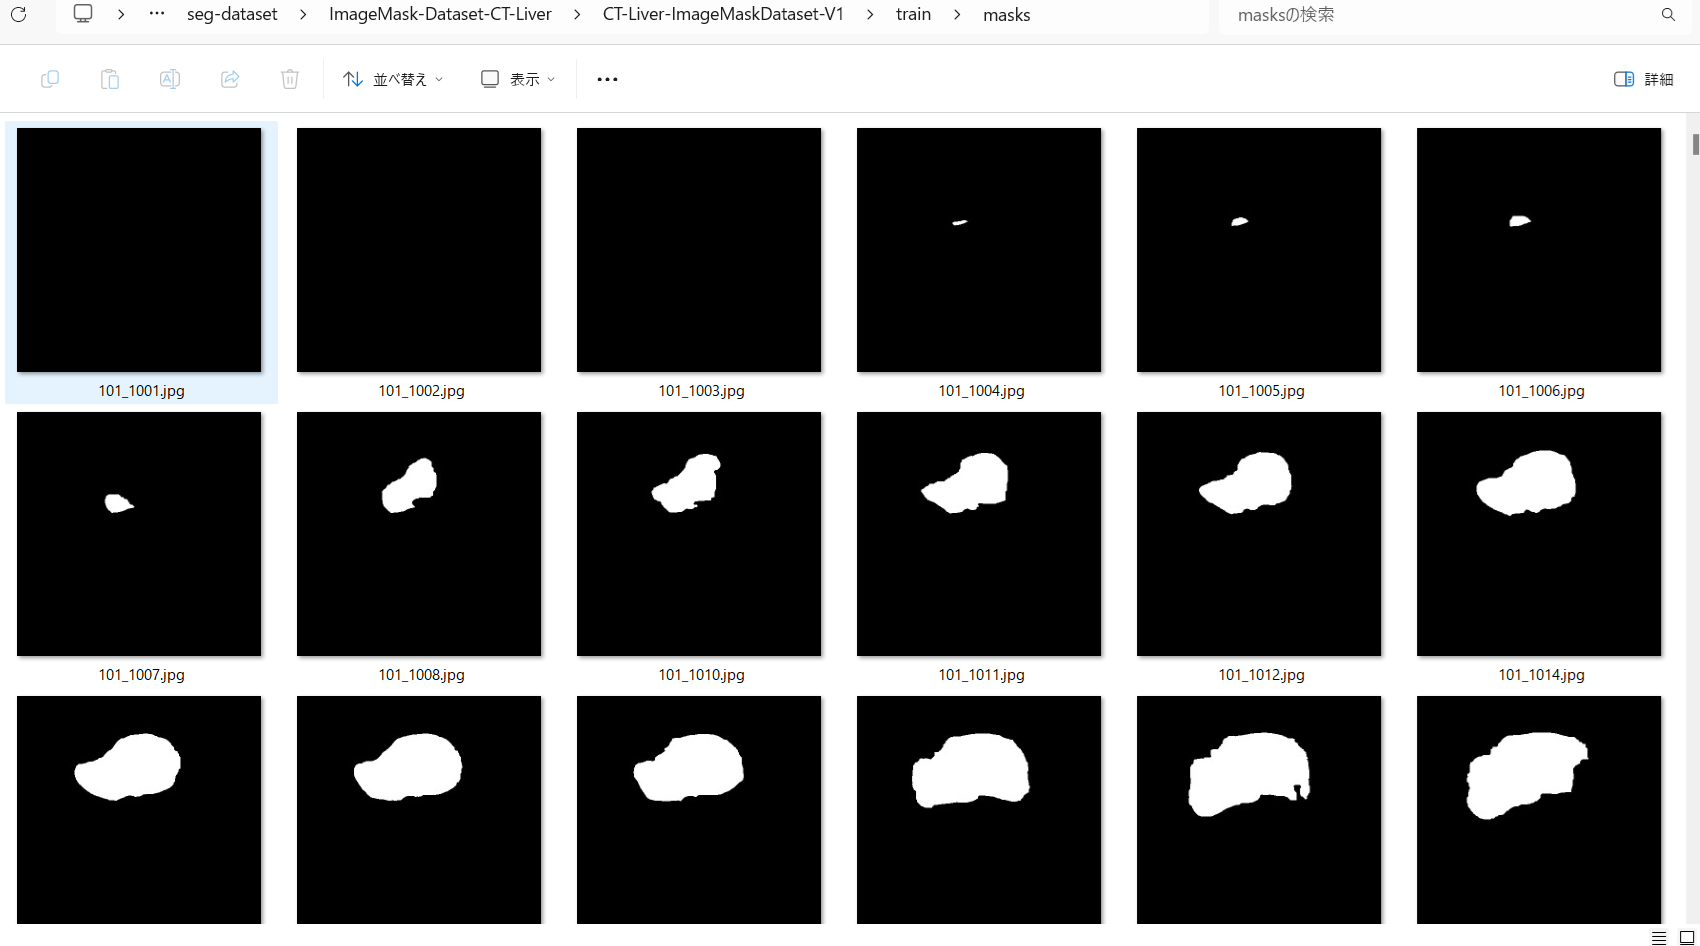 seg-dataset > ImageMask-Dataset-CT-Liver > CT-Liver-ImageMaskDataset-V1 > train > masks
masksの検索
並べ替え
表示
詳細
101_1001.jpg
101_1002.jpg
101_1003.jpg
101_1004.jpg
101_1005.jpg
101_1006.jpg
101_1007.jpg
101_1008.jpg
101_1010.jpg
101_1011.jpg
101_1012.jpg
101_1014.jpg